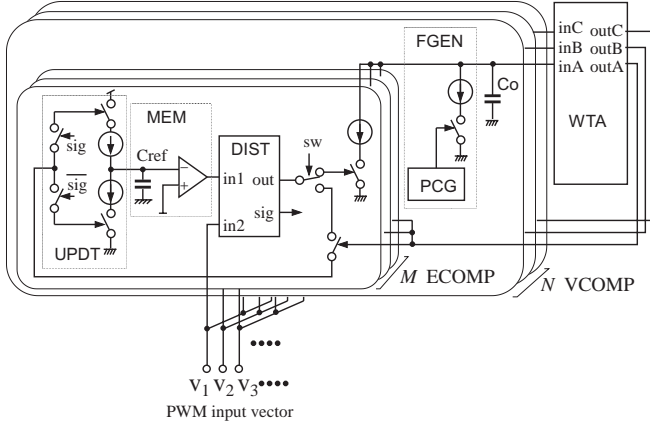 inC outC
inB outB
inA outA
WTA
FGEN
Co
PCG
MEM
Cref
sig
sig
UPDT
DIST
in1 out
sig
in2
sw
M ECOMP
N VCOMP
V1 V2 V3
PWM input vector